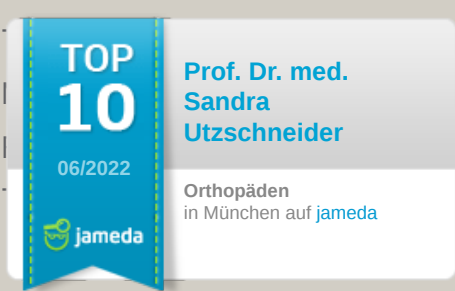 TOP
10
06/2022
jameda
Prof. Dr. med.
Sandra
Utzschneider
Orthopäden
in München auf jameda